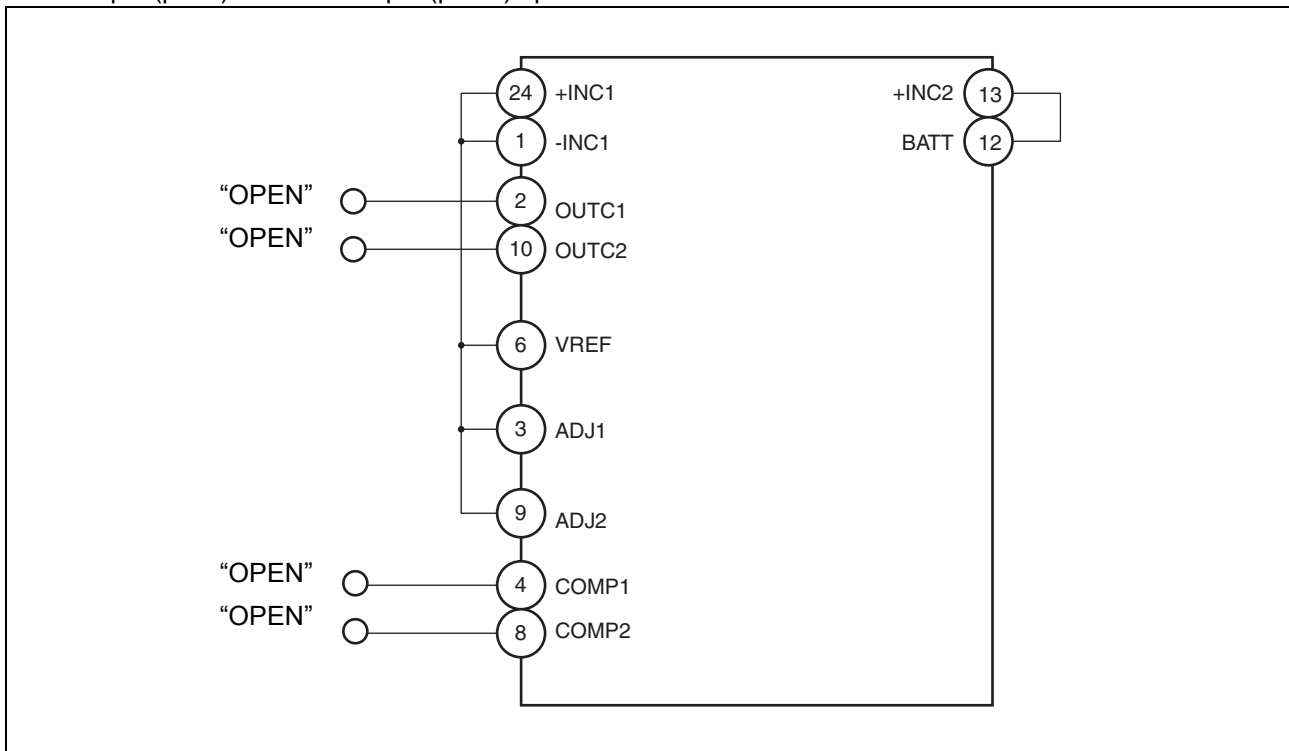 24 +INC1
+INC2 13
1 -INC1
BATT 12
“OPEN” 2 OUTC1
“OPEN” 10 OUTC2
6 VREF
3 ADJ1
9 ADJ2
“OPEN” 4 COMP1
“OPEN” 8 COMP2